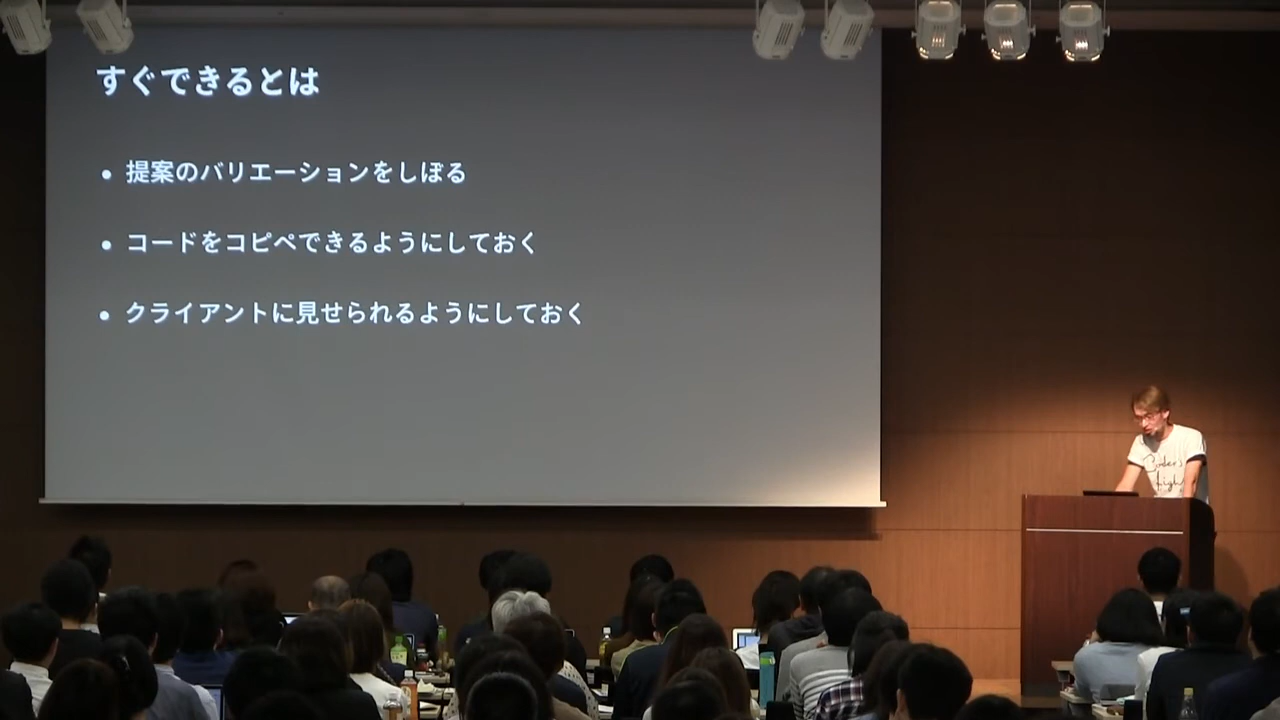 すぐできるとは
• 提案のバリエーションをしぼる
• コードをコピペできるようにしておく
• クライアントに見せられるようにしておく
Coders
High